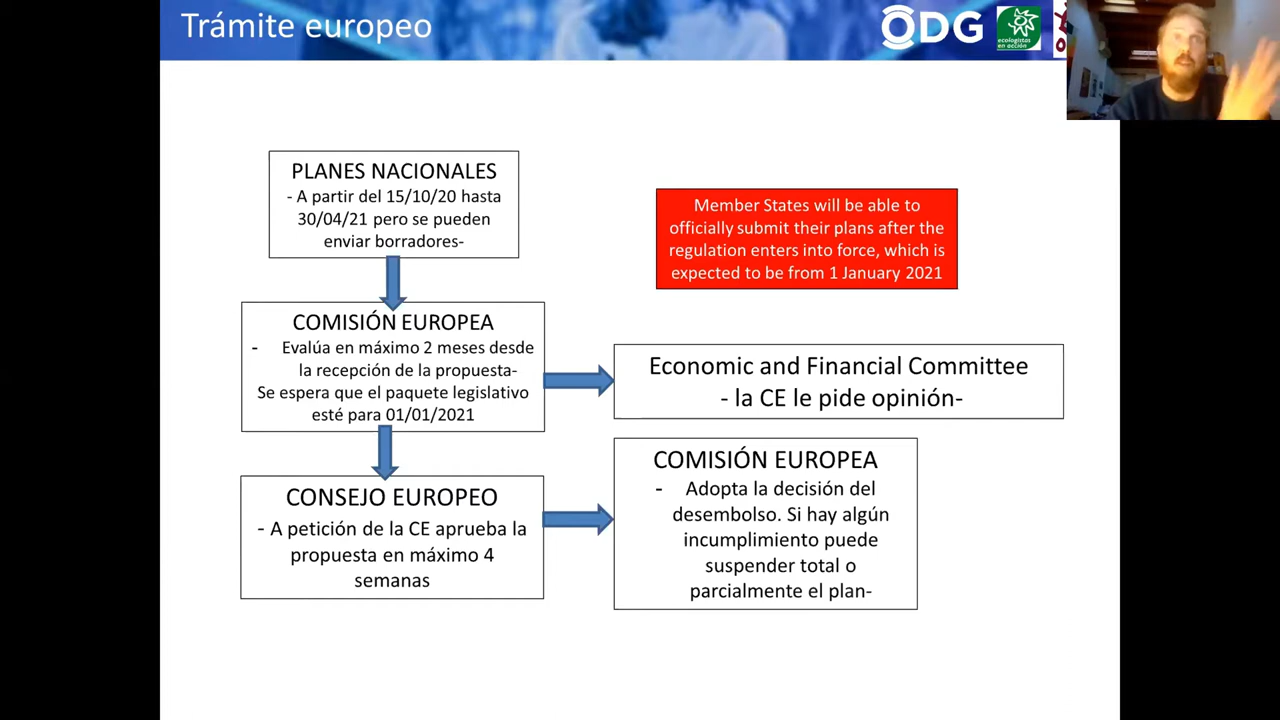 Trámite europeo
ODG
ecologistas
en acción
PLANES NACIONALES
- A partir del 15/10/20 hasta
30/04/21 pero se pueden
enviar borradores-
Member States will be able to
officially submit their plans after the
regulation enters into force, which is
expected to be from 1 January 2021
COMISIÓN EUROPEA
- Evalúa en máximo 2 meses desde
la recepción de la propuesta-
Se espera que el paquete legislativo
esté para 01/01/2021
Economic and Financial Committee
- la CE le pide opinión-
CONSEJO EUROPEO
- A petición de la CE aprueba la
propuesta en máximo 4
semanas
COMISIÓN EUROPEA
- Adopta la decisión del
desembolso. Si hay algún
incumplimiento puede
suspender total o
parcialmente el plan-